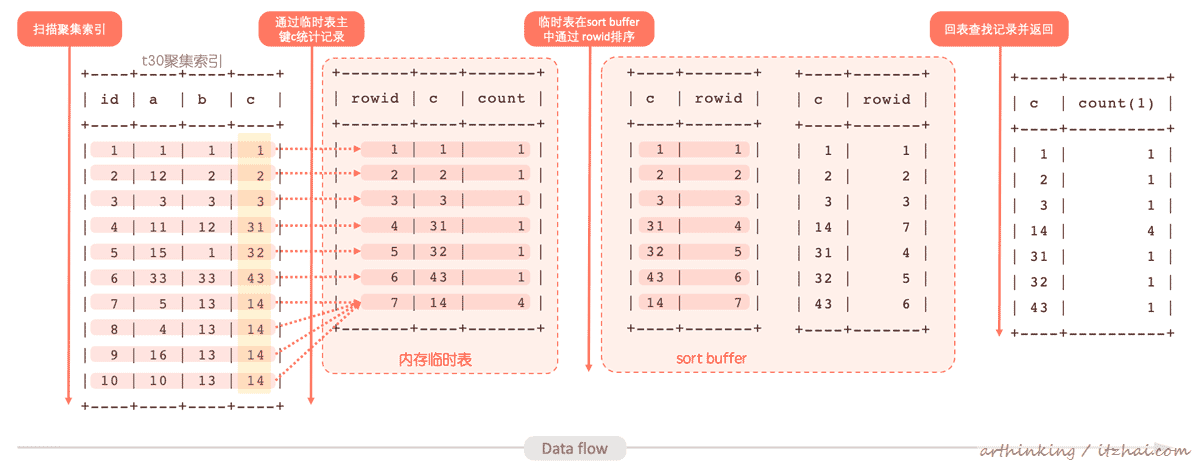 扫描聚集索引
通过临时表主
键c统计记录
临时表在sort buffer
中通过 rowid排序
回表查找记录并返回
t30聚集索引
+----+----+----+----+
| id | a | b | c |
+----+----+----+----+
| 1 | 1 | 1 | 1 |
| 2 | 12 | 2 | 2 |
| 3 | 3 | 3 | 3 |
| 4 | 11 | 12 | 31 |
| 5 | 15 | 1 | 32 |
| 6 | 33 | 33 | 43 |
| 7 | 5 | 13 | 14 |
| 8 | 4 | 13 | 14 |
| 9 | 16 | 13 | 14 |
| 10 | 10 | 13 | 14 |
+----+----+----+----+
+-------+----+-------+
| rowid | c | count |
+-------+----+-------+
| 1 | 1 | 1 |
| 2 | 2 | 1 |
| 3 | 3 | 1 |
| 4 | 31 | 1 |
| 5 | 32 | 1 |
| 6 | 43 | 1 |
| 7 | 14 | 4 |
+-------+----+-------+
内存临时表
+----+-------+
| c | rowid |
+----+-------+
| 1 | 1 |
| 2 | 2 |
| 3 | 3 |
| 31 | 4 |
| 32 | 5 |
| 43 | 6 |
| 14 | 7 |
+----+-------+
+----+-------+
| c | rowid |
+----+-------+
| 1 | 1 |
| 2 | 2 |
| 3 | 3 |
| 14 | 7 |
| 31 | 4 |
| 32 | 5 |
| 43 | 6 |
+----+-------+
sort buffer
+----+----------+
| c | count(1) |
+----+----------+
| 1 | 1 |
| 2 | 1 |
| 3 | 1 |
| 14 | 4 |
| 31 | 1 |
| 32 | 1 |
| 43 | 1 |
+----+----------+
Data flow
arthinking / itzhai.com